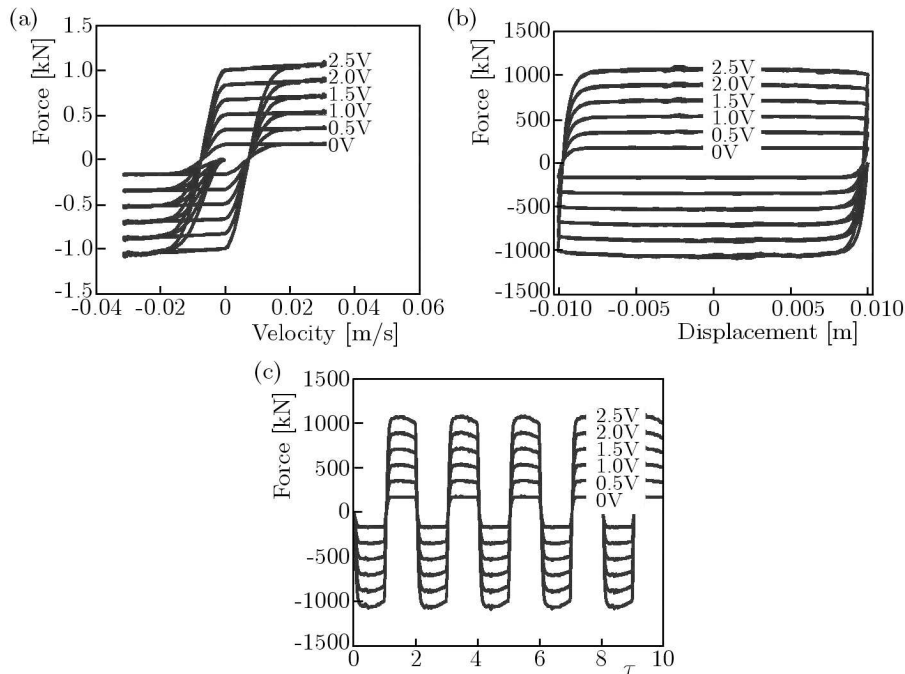 (a)
Force [kN]
1.5
1.0
0.5
0
-0.5
-1.0
-1.5
2.5V
2.0V
1.5V
1.0V
0.5V
0V
-0.04 -0.02 0 0.02 0.04 0.06
Velocity [m/s]
(b)
Force [kN]
1500
1000
500
0
-500
-1000
-1500
2.5V
2.0V
1.5V
1.0V
0.5V
0V
-0.010 -0.005 0 0.005 0.010
Displacement [m]
(c)
Force [kN]
1500
1000
500
0
-500
-1000
-1500
2.5V
2.0V
1.5V
1.0V
0.5V
0V
0 2 4 6 8 10
τ